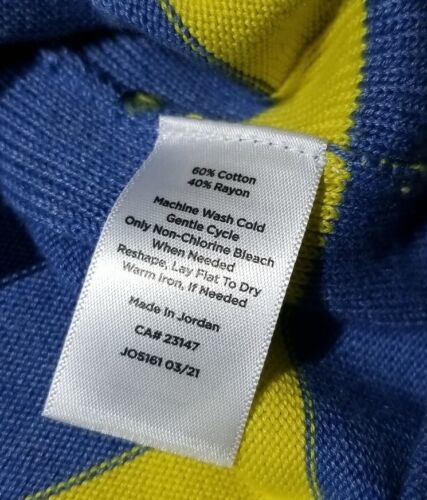 60% Cotton
40% Rayon
Machine Wash Cold
Gentle Cycle
Only Non-Chlorine Bleach
When Needed
Reshape, Lay Flat To Dry
Warm Iron, If Needed
Made In Jordan
CA# 23147
JO5161 03/21